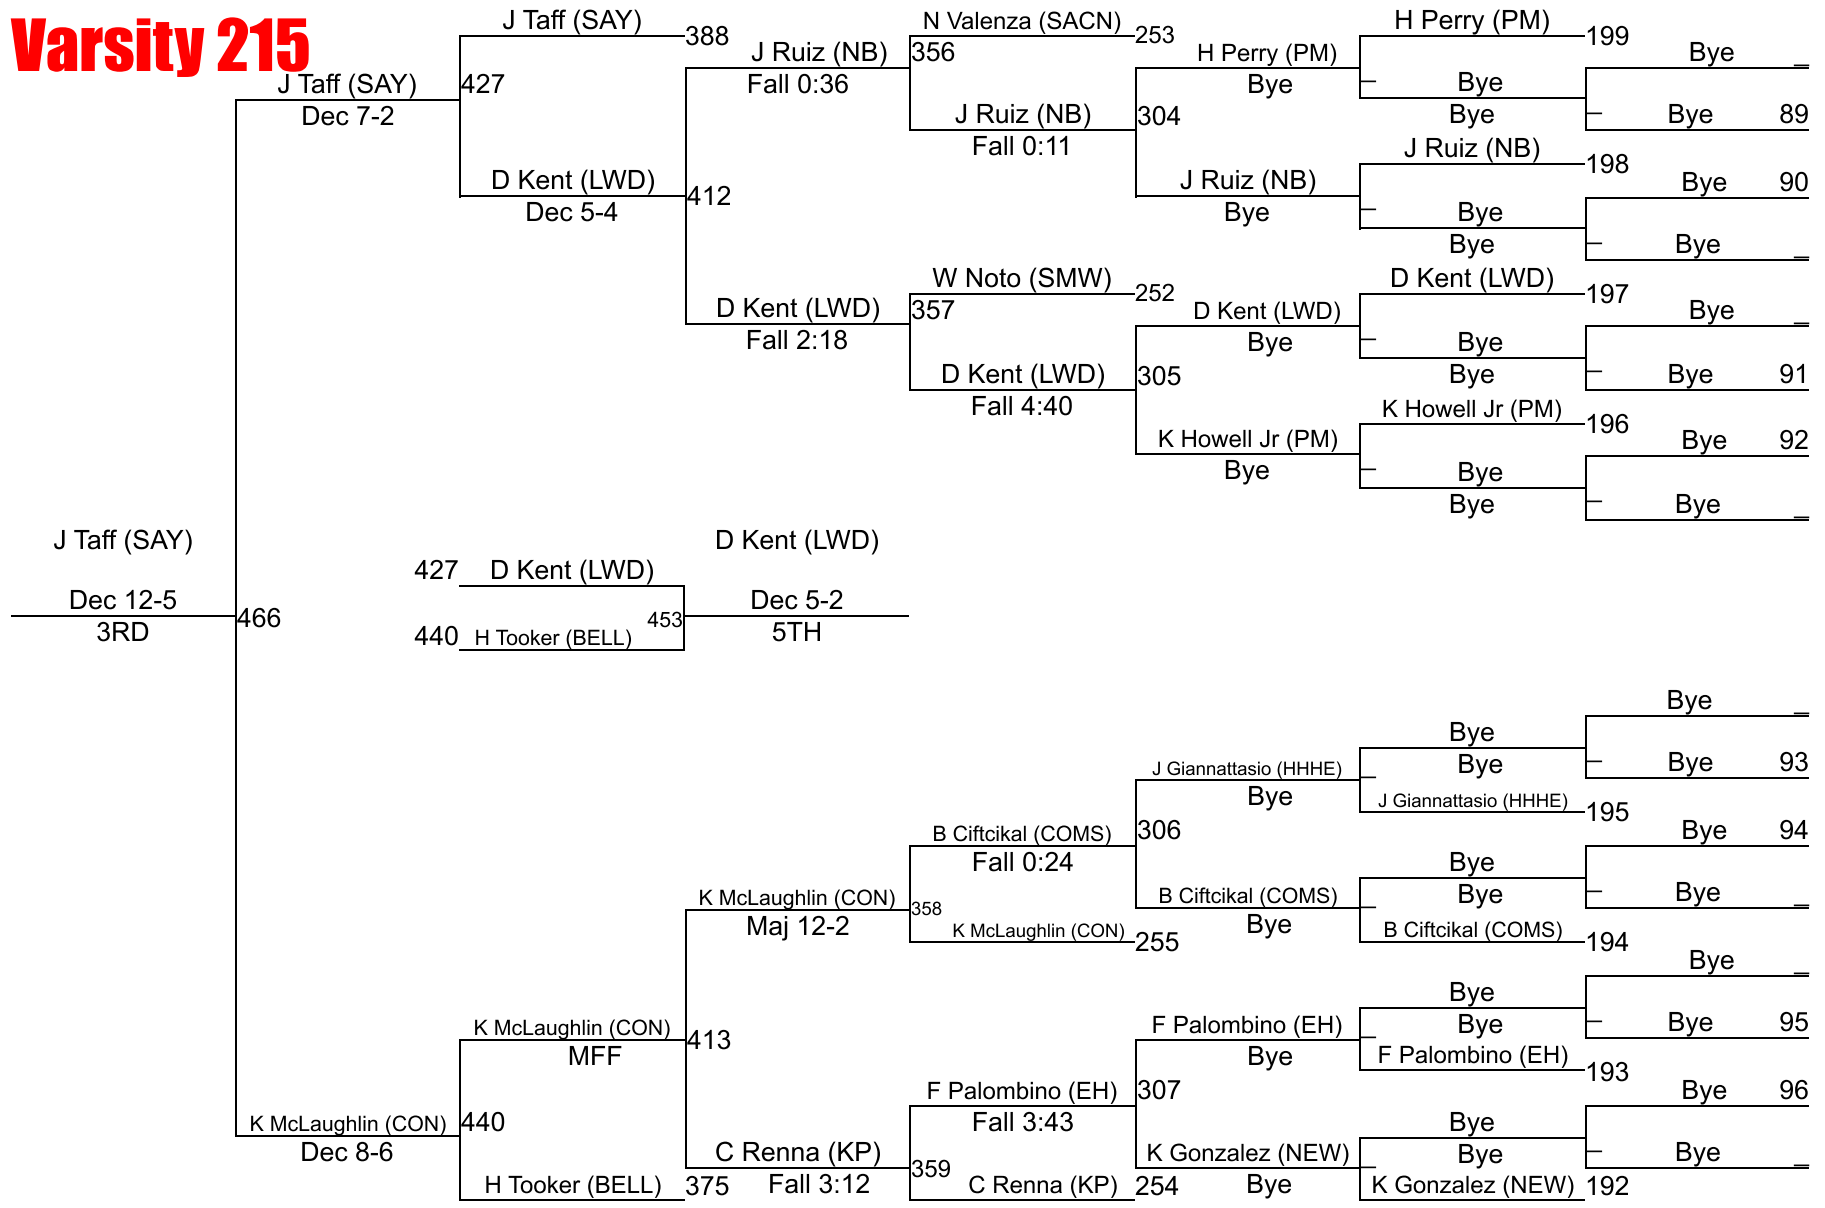 Varsity 215
J Taff (SAY)
388
N Valenza (SACN)
253
H Perry (PM)
199
Bye
_
J Ruiz (NB)
356
H Perry (PM)
Bye
J Taff (SAY)
427
Fall 0:36
Bye
Bye
_
Dec 7-2
J Ruiz (NB)
304
Bye
Bye
89
_
Fall 0:11
J Ruiz (NB)
198
D Kent (LWD)
412
J Ruiz (NB)
Bye
90
Dec 5-4
Bye
Bye
_
Bye
Bye
_
_
W Noto (SMW)
252
D Kent (LWD)
197
D Kent (LWD)
357
D Kent (LWD)
Bye
_
Fall 2:18
Bye
Bye
_
D Kent (LWD)
305
Bye
Bye
91
_
Fall 4:40
K Howell Jr (PM)
196
K Howell Jr (PM)
Bye
92
Bye
Bye
_
Bye
Bye
_
_
J Taff (SAY)
D Kent (LWD)
427
D Kent (LWD)
Dec 12-5
466
453
Dec 5-2
3RD
440
H Tooker (BELL)
5TH
Bye
_
Bye
J Giannattasio (HHHE)
Bye
Bye
93
_
Bye
_
J Giannattasio (HHHE)
195
B Ciftcikal (COMS)
306
Bye
94
Fall 0:24
Bye
K McLaughlin (CON)
358
B Ciftcikal (COMS)
Bye
Bye
_
_
Maj 12-2
K McLaughlin (CON)
255
Bye
_
B Ciftcikal (COMS)
194
Bye
_
Bye
K McLaughlin (CON)
413
F Palombino (EH)
Bye
Bye
95
_
MFF
Bye
_
F Palombino (EH)
193
F Palombino (EH)
307
Bye
96
K McLaughlin (CON)
440
Fall 3:43
Bye
Dec 8-6
C Renna (KP)
359
K Gonzalez (NEW)
Bye
Bye
_
_
H Tooker (BELL)
375
Fall 3:12
C Renna (KP)
254
Bye
_
K Gonzalez (NEW)
192